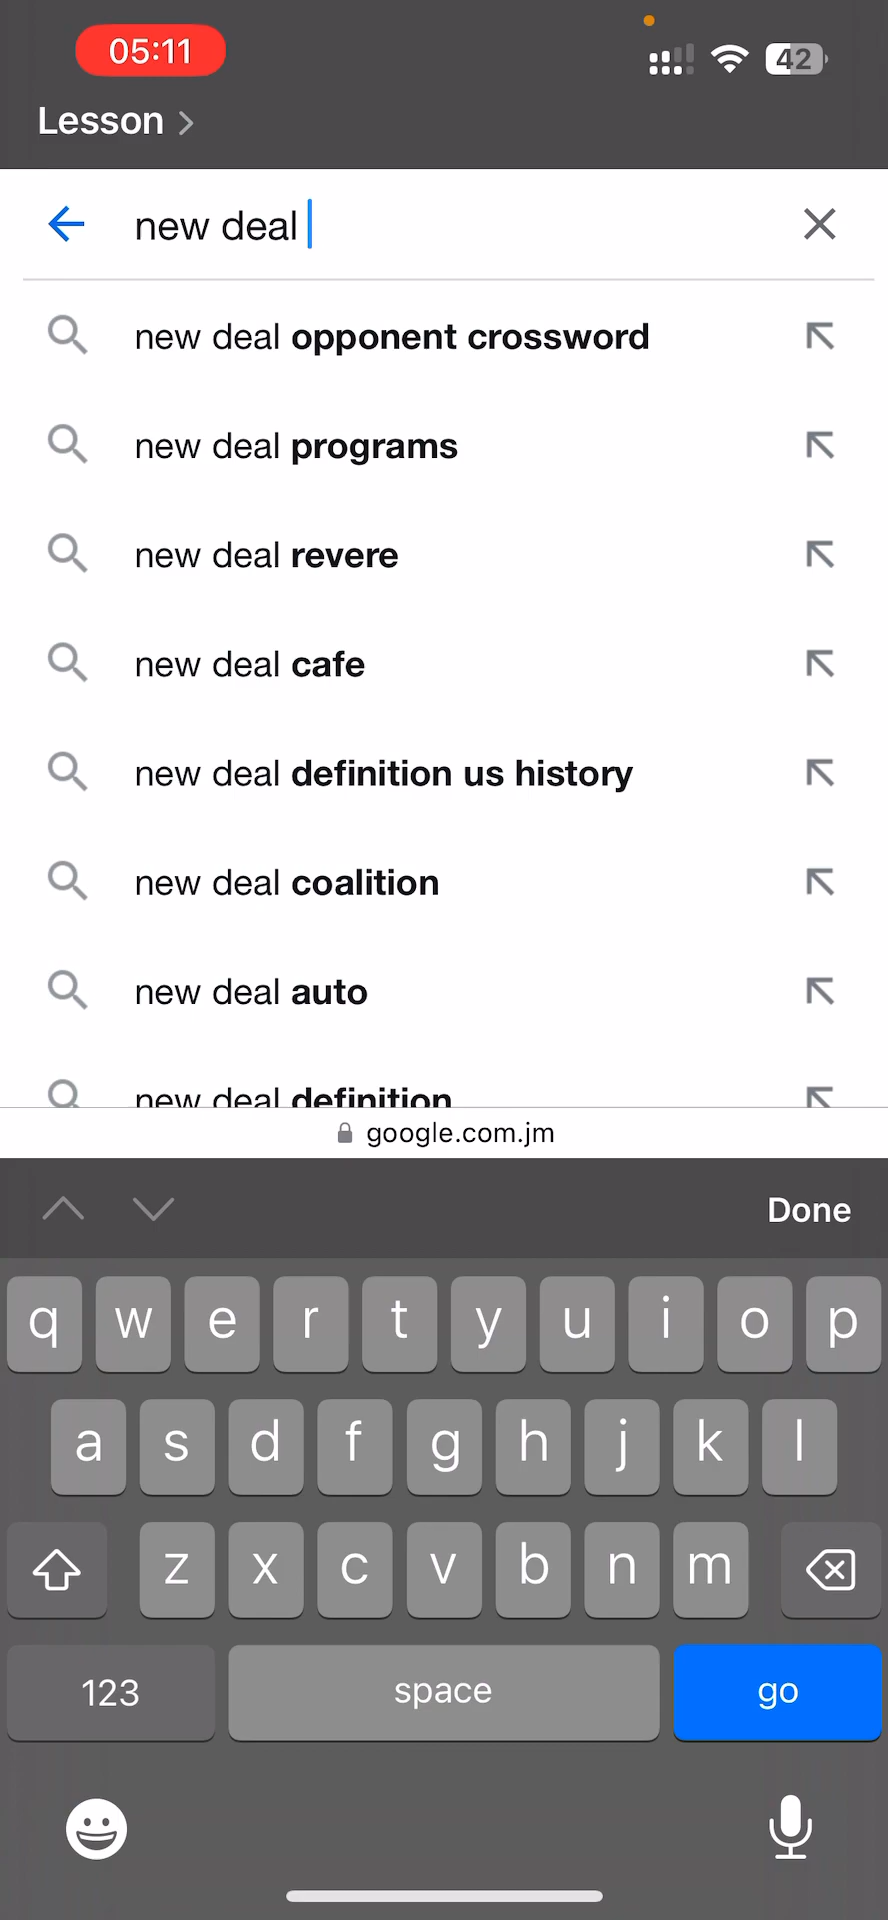 05:11
42
Lesson
new deal
new deal opponent crossword
new deal programs
new deal revere
new deal cafe
new deal definition us history
new deal coalition
new deal auto
new deal definition
google.com.jm
Done
q w e r t y u i o p
a s d f g h j k l
z x c v b n m
123 space go